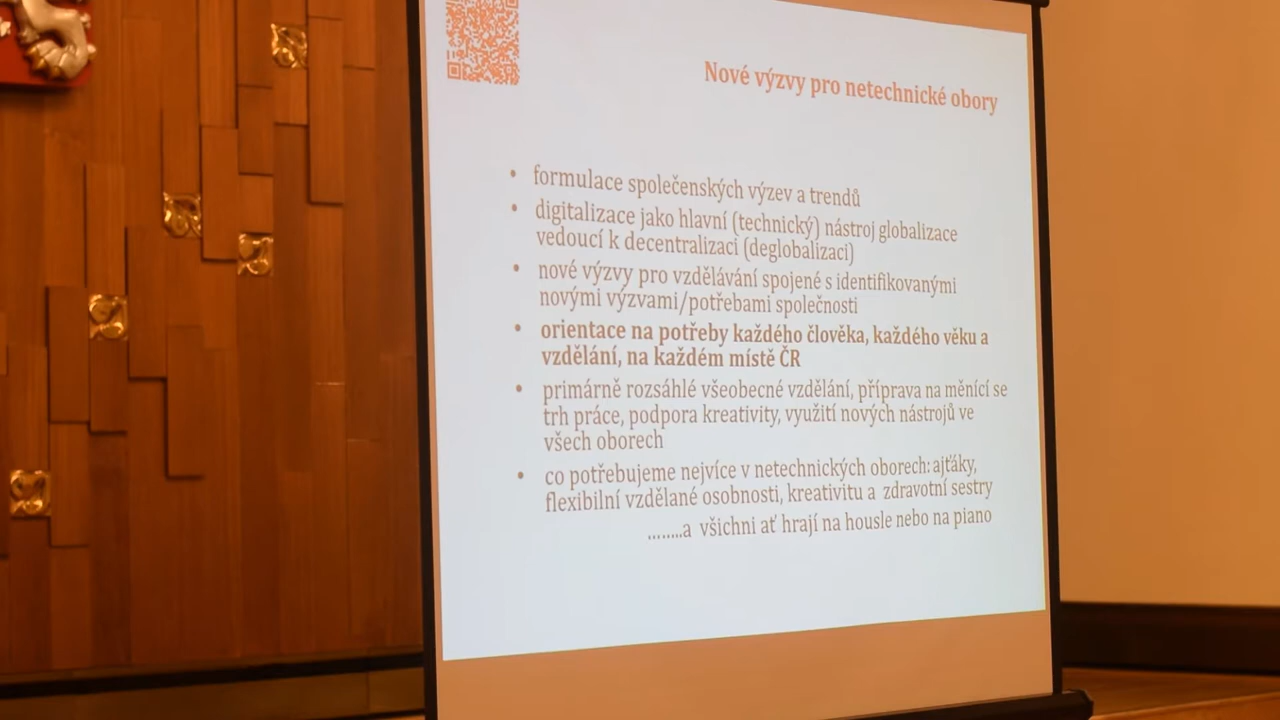 Nové výzvy pro netechnické obory
• formulace společenských výzev a trendů
• digitalizace jako hlavní (technický) nástroj globalizace
vedoucí k decentralizaci (deglobalizaci)
• nové výzvy pro vzdělávání spojené s identifikovanými
novými výzvami/potřebami společnosti
• orientace na potřeby každého člověka, každého věku a
vzdělání, na každém místě ČR
• primárně rozsáhlé všeobecné vzdělání, příprava na měnící se
trh práce, podpora kreativity, využití nových nástrojů ve
všech oborech
• co potřebujeme nejvíce v netechnických oborech: ajťáky,
flexibilní vzdělané osobnosti, kreativitu a zdravotní sestry
........a všichni ať hrají na housle nebo na piano